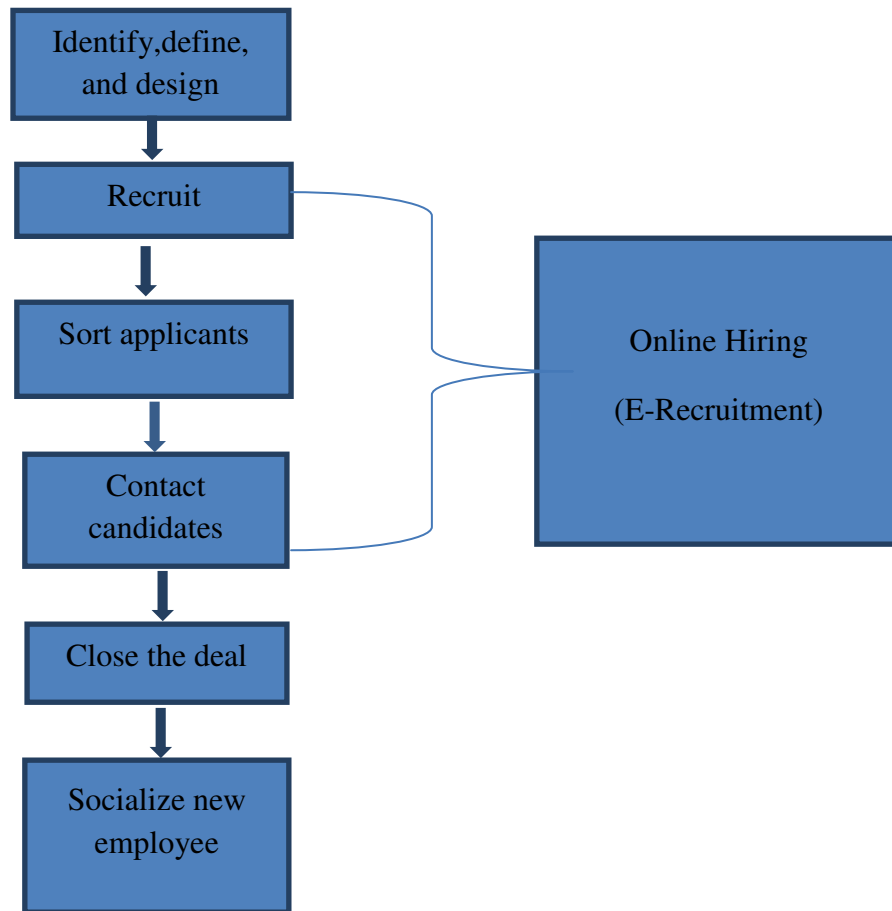 Identify,define,
and design
Recruit
Sort applicants
Contact
candidates
Close the deal
Socialize new
employee
Online Hiring
(E-Recruitment)